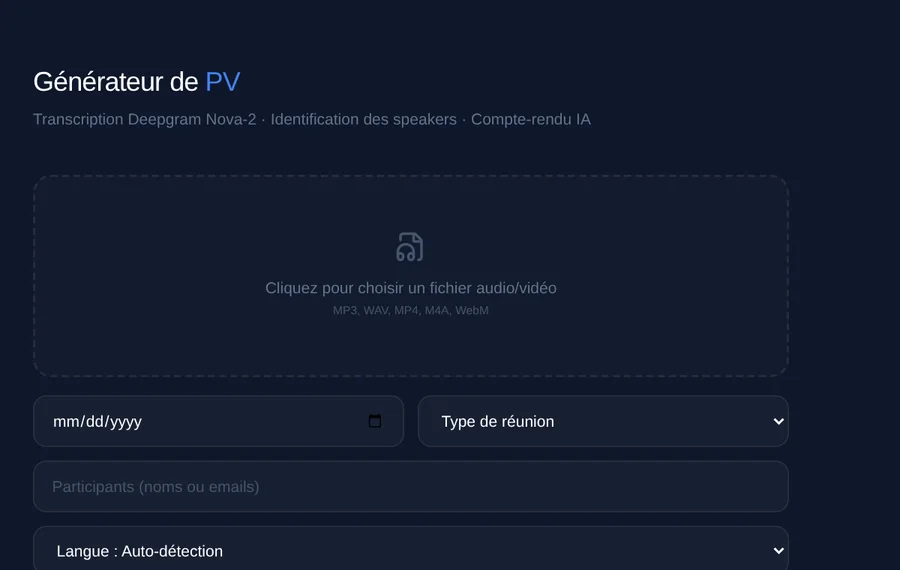 Générateur de PV
Transcription Deepgram Nova-2 · Identification des speakers · Compte-rendu IA
Cliquez pour choisir un fichier audio/vidéo
MP3, WAV, MP4, M4A, WebM
mm/dd/yyyy
Type de réunion
Participants (noms ou emails)
Langue : Auto-détection